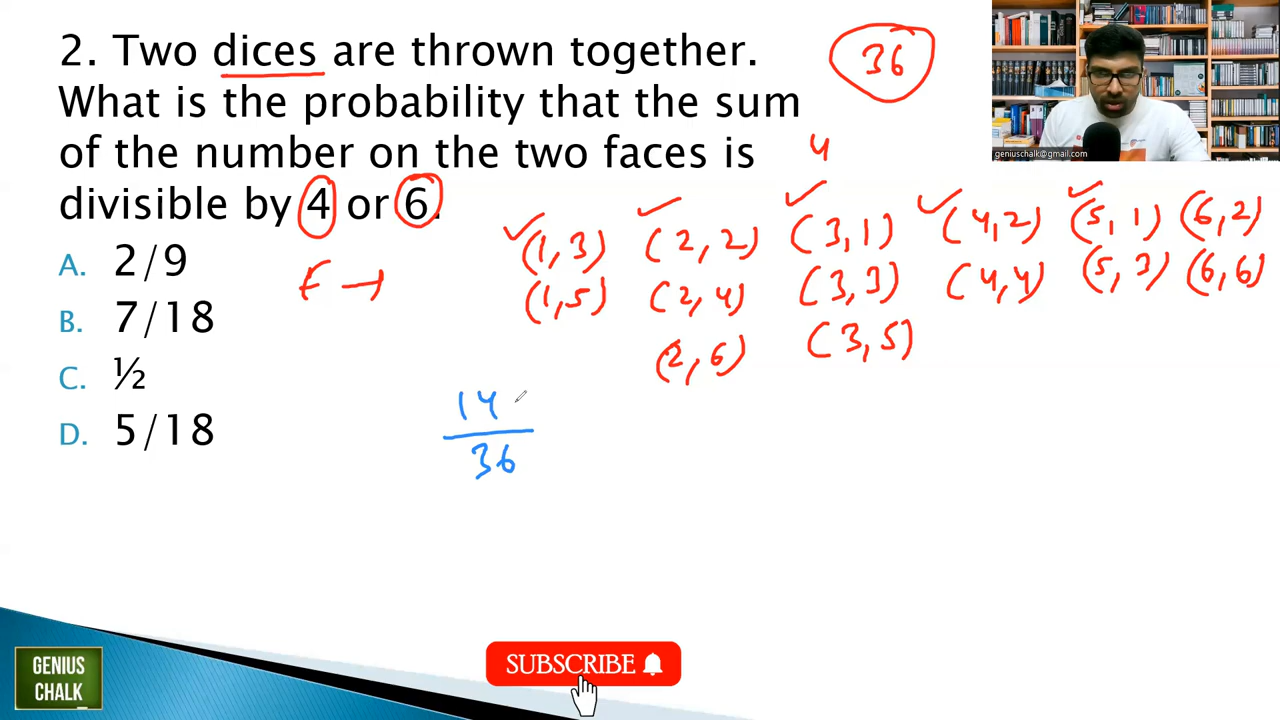 2. Two dices are thrown together.
What is the probability that the sum
of the number on the two faces is
divisible by 4 or 6.
36
4
A. 2/9
B. 7/18
C. ½
D. 5/18
(1,3) (2,2) (3,1) (4,2) (5,1) (6,2)
(1,5) (2,4) (3,3) (4,4) (5,3) (6,6)
(2,6) (3,5)
14
36
geniuschalk@gmail.com
SUBSCRIBE
GENIUS
CHALK